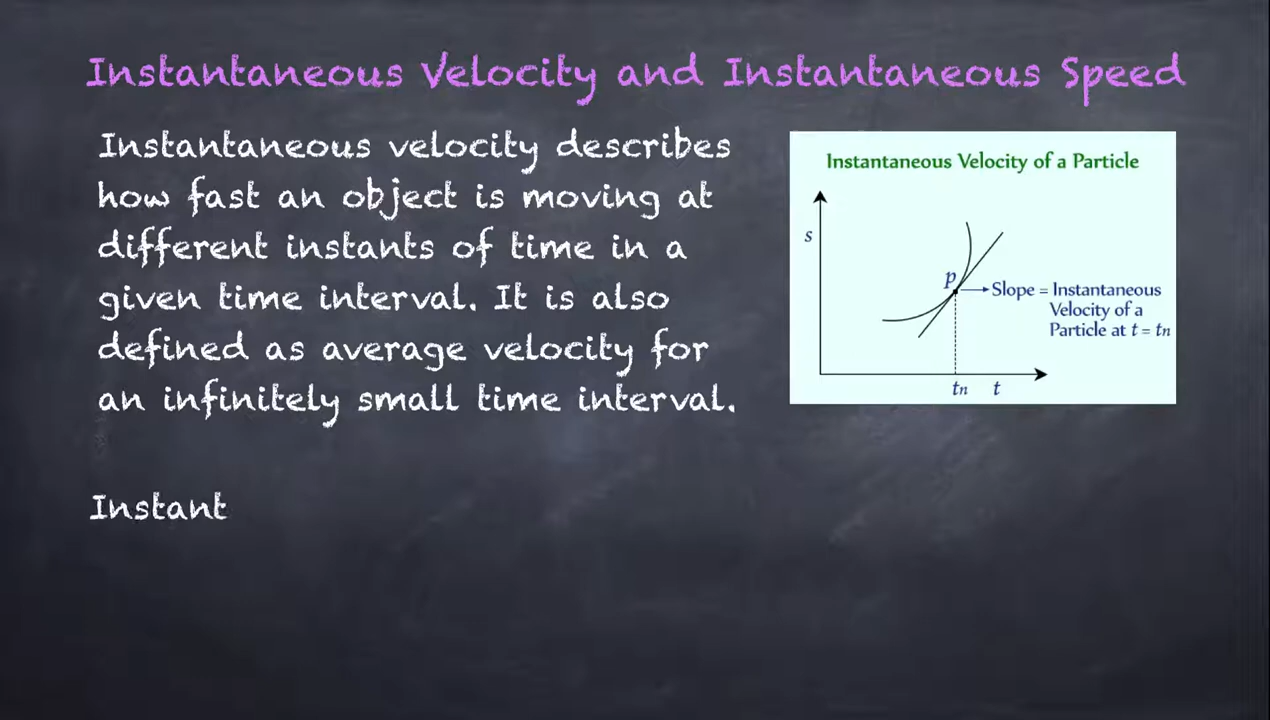 Instantaneous Velocity and Instantaneous Speed
Instantaneous velocity describes
how fast an object is moving at
different instants of time in a
given time interval. It is also
defined as average velocity for
an infinitely small time interval.
Instant
Instantaneous Velocity of a Particle
s
p
Slope = Instantaneous
Velocity of a
Particle at t = tn
tn t